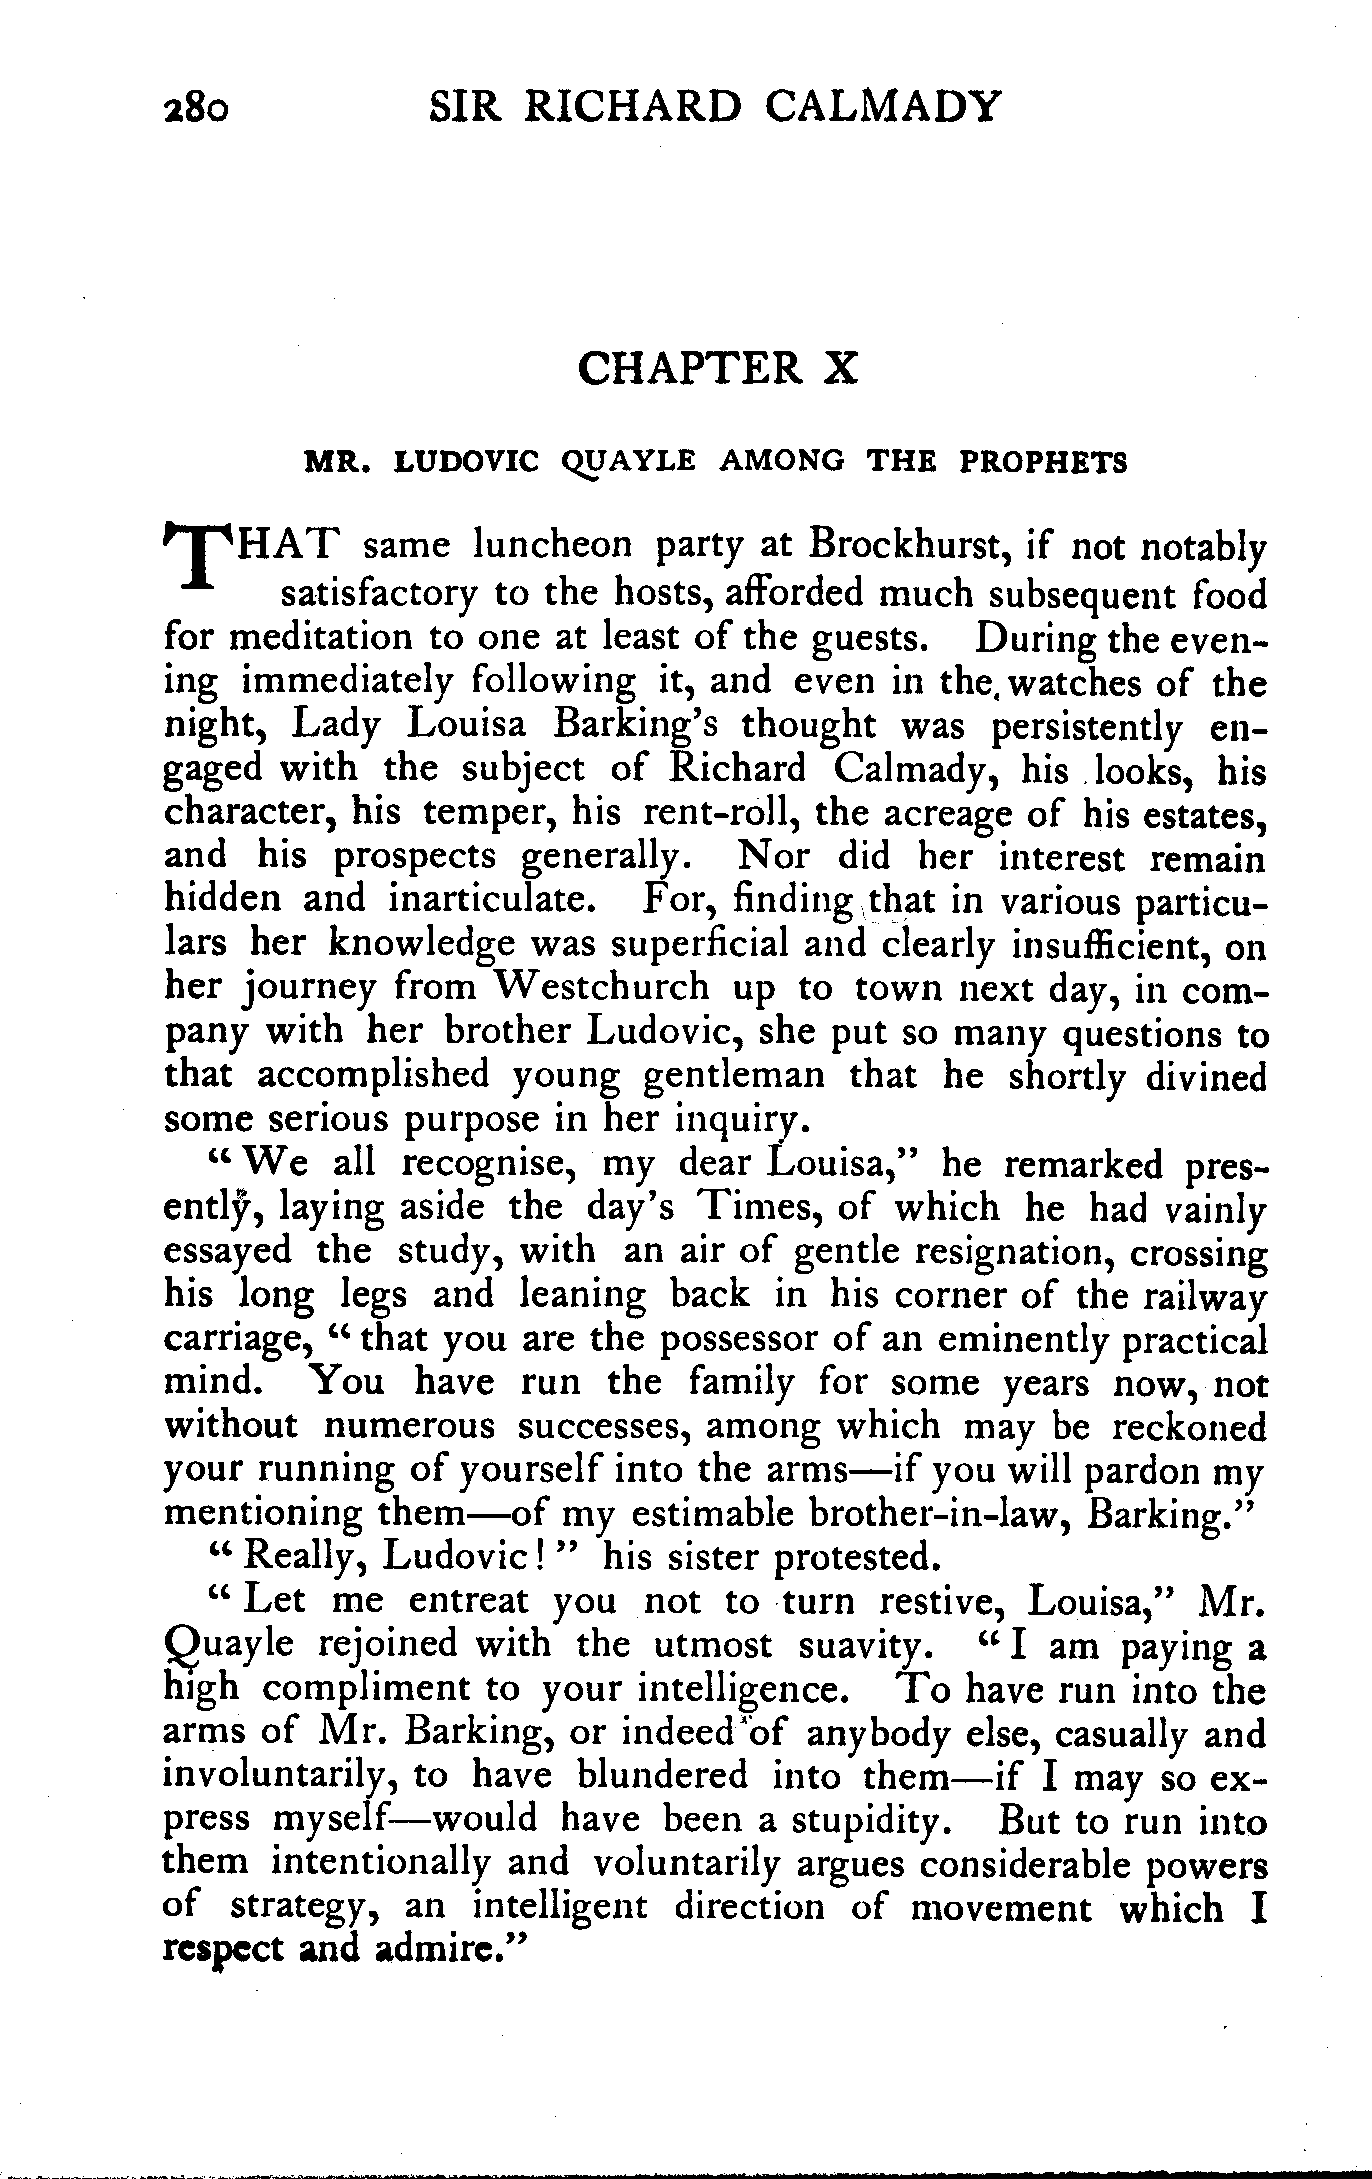 280 SIR RICHARD CALMADY
CHAPTER X
MR. LUDOVIC QUAYLE AMONG THE PROPHETS
THAT same luncheon party at Brockhurst, if not notably
satisfactory to the hosts, afforded much subsequent food
for meditation to one at least of the guests. During the even-
ing immediately following it, and even in the watches of the
night, Lady Louisa Barking's thought was persistently en-
gaged with the subject of Richard Calmady, his looks, his
character, his temper, his rent-roll, the acreage of his estates,
and his prospects generally. Nor did her interest remain
hidden and inarticulate. For, finding that in various particu-
lars her knowledge was superficial and clearly insufficient, on
her journey from Westchurch up to town next day, in com-
pany with her brother Ludovic, she put so many questions to
that accomplished young gentleman that he shortly divined
some serious purpose in her inquiry.
"We all recognise, my dear Louisa," he remarked pres-
ently, laying aside the day's Times, of which he had vainly
essayed the study, with an air of gentle resignation, crossing
his long legs and leaning back in his corner of the railway
carriage, "that you are the possessor of an eminently practical
mind. You have run the family for some years now, not
without numerous successes, among which may be reckoned
your running of yourself into the arms—if you will pardon my
mentioning them—of my estimable brother-in-law, Barking."
"Really, Ludovic!" his sister protested.
"Let me entreat you not to turn restive, Louisa," Mr.
Quayle rejoined with the utmost suavity. "I am paying a
high compliment to your intelligence. To have run into the
arms of Mr. Barking, or indeed of anybody else, casually and
involuntarily, to have blundered into them—if I may so ex-
press myself—would have been a stupidity. But to run into
them intentionally and voluntarily argues considerable powers
of strategy, an intelligent direction of movement which I
respect and admire."